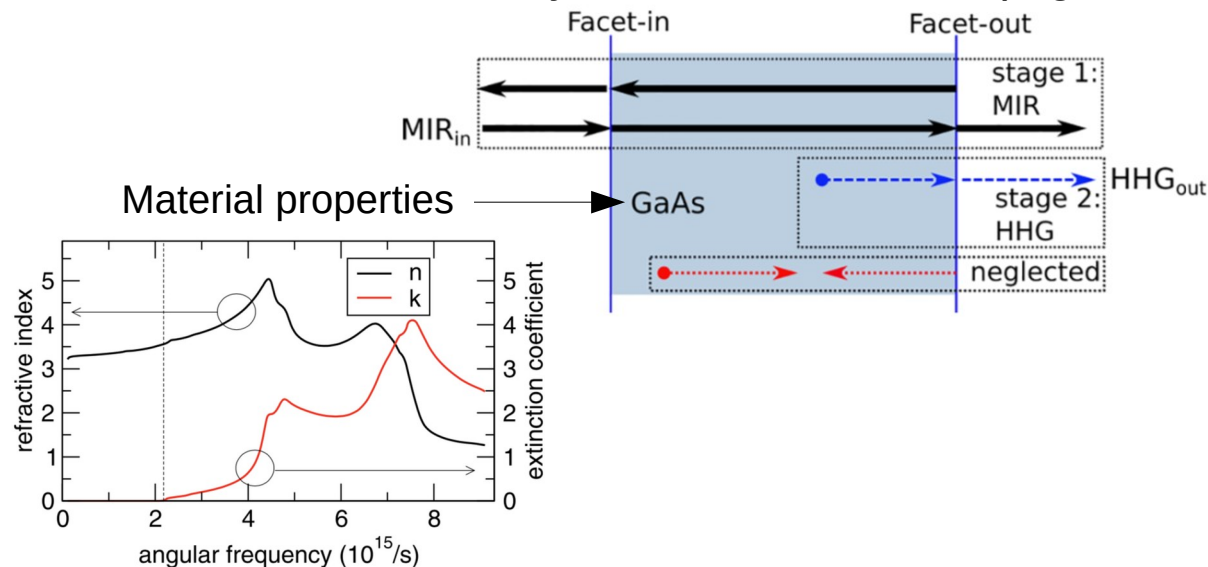 Facet-in
Facet-out
stage 1:
MIR
MIRin
HHGout
stage 2:
HHG
Material properties
GaAs
neglected
n
k
refractive index
extinction coefficient
5
4
3
2
1
0
5
4
3
2
1
0
0
2
4
6
8
angular frequency (10^15/s)